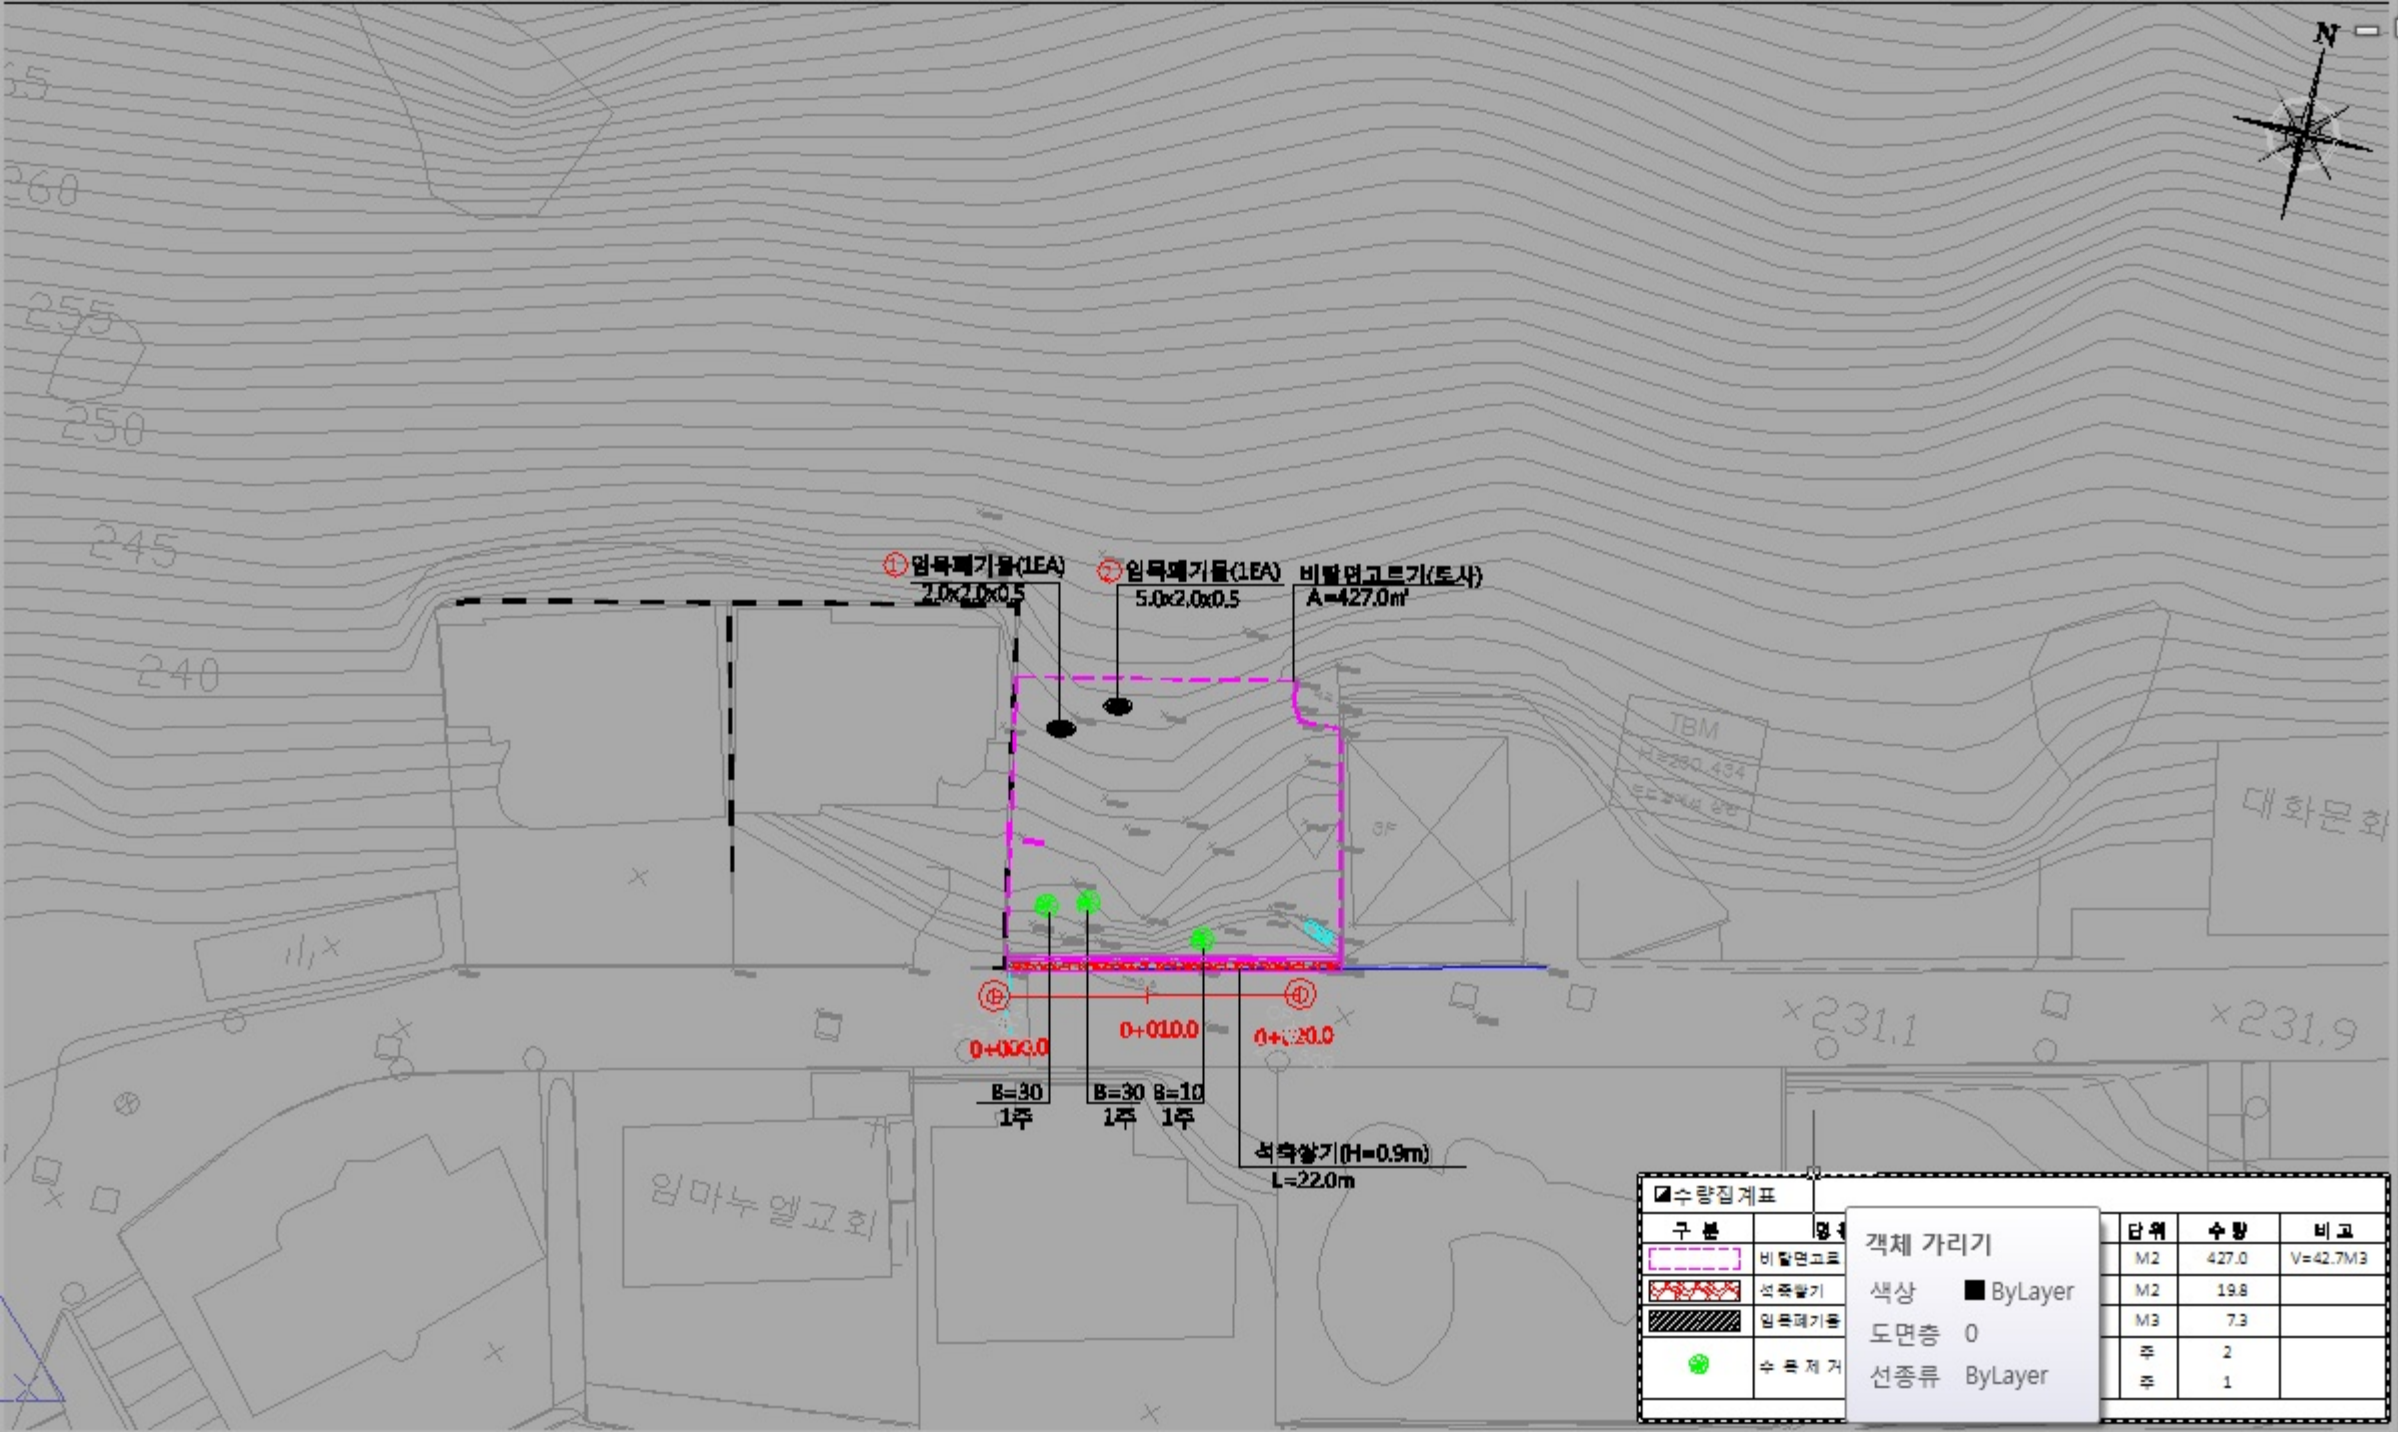 N
260
255
250
245
240
① 임목폐기물(1EA)
2.0x2.0x0.5
② 임목폐기물(1EA)
5.0x2.0x0.5
비탈면고르기(토사)
A=427.0㎡
TBM
대화문화
3F
0+010.0
B=30
1주
B=30
1주
B=10
1주
석축쌓기(H=0.9m)
L=22.0m
×231.1
×231.9
임마누엘교회
수량집계표
구 분
단위
수량
비고
비탈면고르
M2
427.0
V=42.7M3
석축쌓기
M2
19.8
임목폐기물
M3
7.3
수 목 제 거
주
2
주
1
객체 가리기
색상 ByLayer
도면층 0
선종류 ByLayer